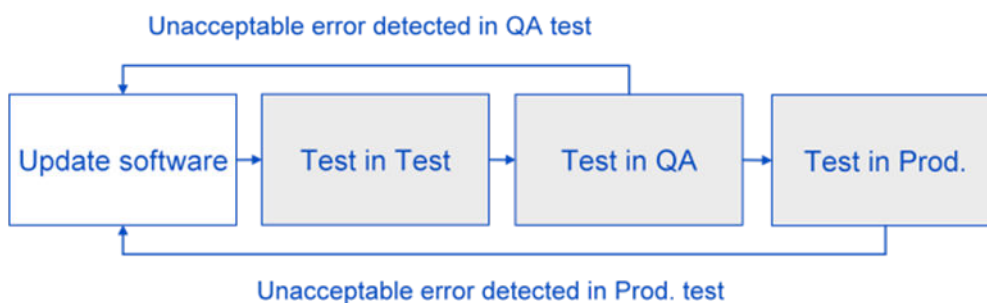 Unacceptable error detected in QA test
Update software
Test in Test
Test in QA
Test in Prod.
Unacceptable error detected in Prod. test